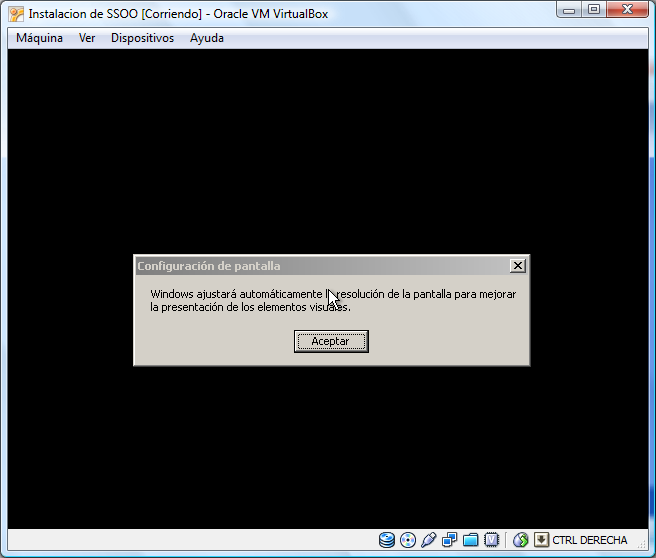 Instalacion de SSOO [Corriendo] - Oracle VM VirtualBox
Máquina Ver Dispositivos Ayuda
Configuración de pantalla
Windows ajustará automáticamente la resolución de la pantalla para mejorar
la presentación de los elementos visuales.
Aceptar
CTRL DERECHA